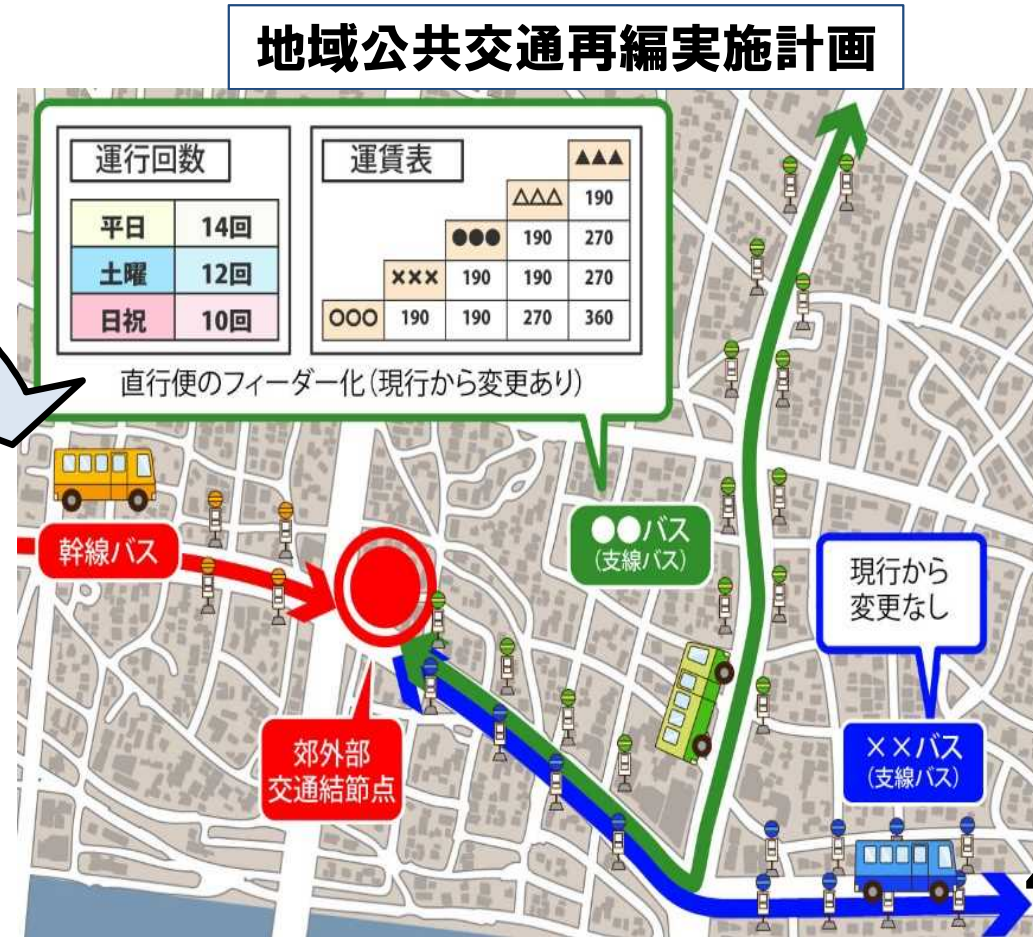 地域公共交通再編実施計画
運行回数
平日 14回
土曜 12回
日祝 10回
運賃表
▲▲▲
△△△ 190
●●● 190 270
××× 190 190 270
○○○ 190 190 270 360
直行便のフィーダー化(現行から変更あり)
幹線バス
●●バス
(支線バス)
現行から
変更なし
郊外部
交通結節点
××バス
(支線バス)